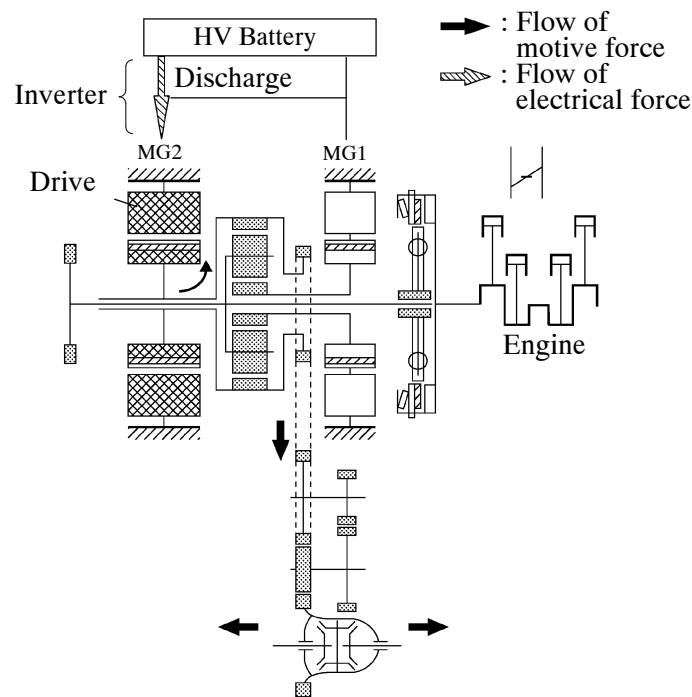 HV Battery
: Flow of
motive force
: Flow of
electrical force
Discharge
Inverter
MG2
MG1
Drive
Engine